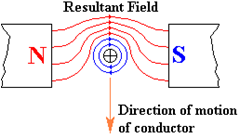 Resultant Field
N
S
Direction of motion
of conductor